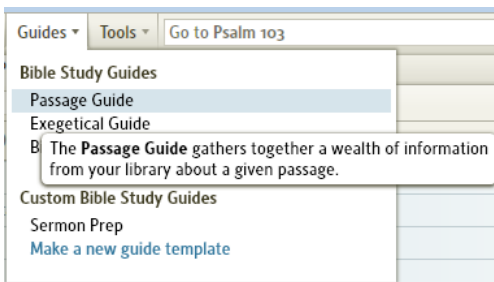 Guides Tools Go to Psalm 103
Bible Study Guides
Passage Guide
Exegetical Guide
B
The Passage Guide gathers together a wealth of information
from your library about a given passage.
Custom Bible Study Guides
Sermon Prep
Make a new guide template